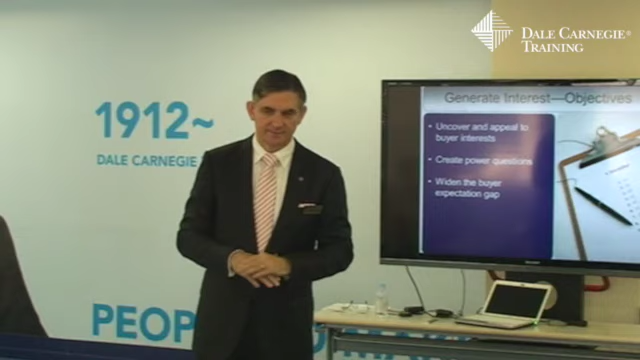 DALE CARNEGIE®
TRAINING
1912~
DALE CARNEGIE
Generate Interest—Objectives
• Uncover and appeal to
buyer interests
• Create power questions
• Widen the buyer
expectation gap